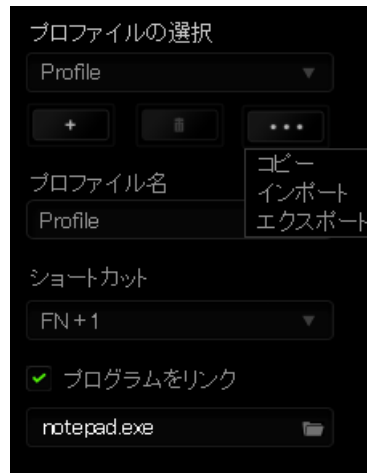 プロファイルの選択
Profile
+
...
コピー
インポート
エクスポート
プロファイル名
Profile
ショートカット
FN+1
プログラムをリンク
notepad.exe